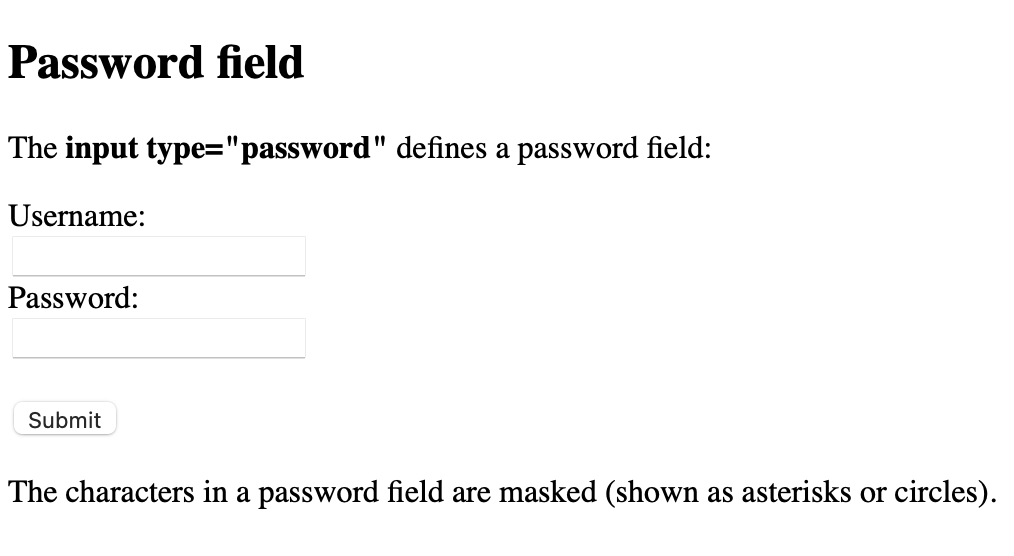 Password field
The input type="password" defines a password field:
Username:
Password:
Submit
The characters in a password field are masked (shown as asterisks or circles).